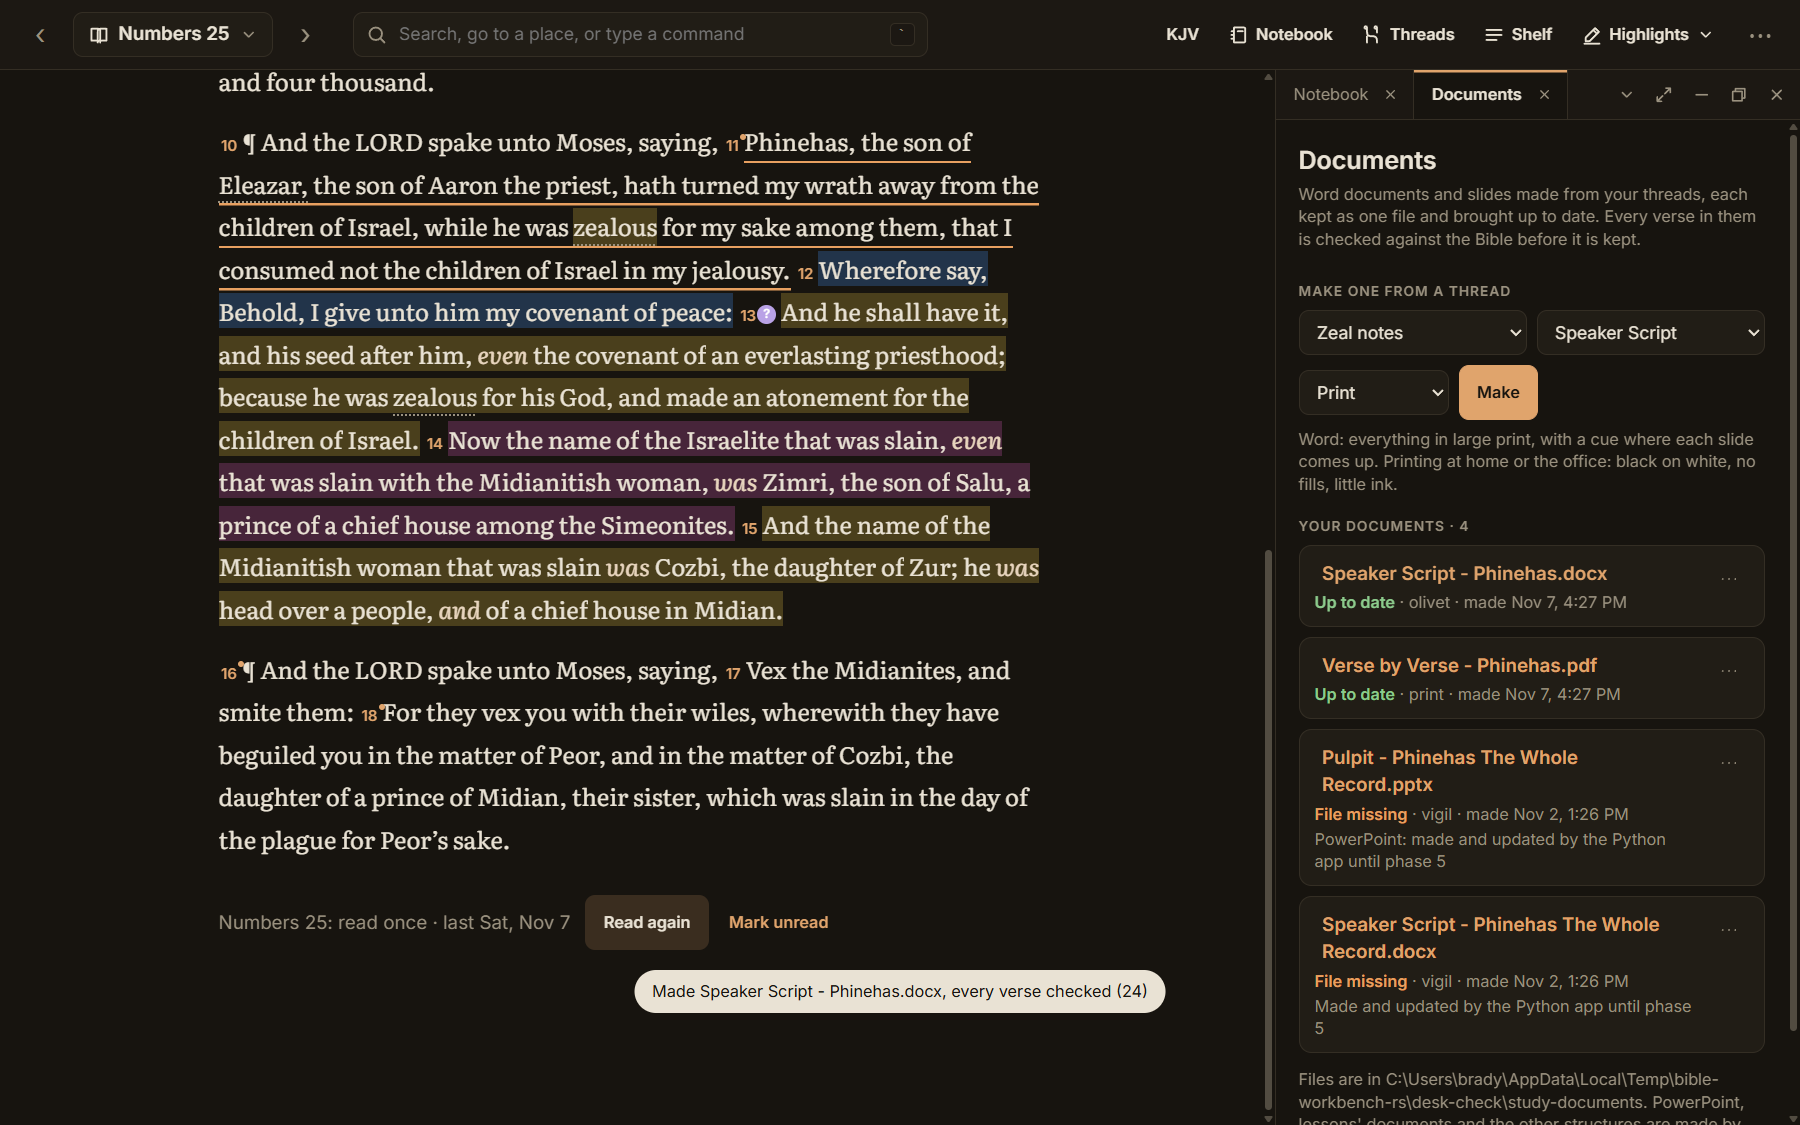 Numbers 25
Search, go to a place, or type a command
`
KJV
Notebook
Threads
Shelf
Highlights
...
and four thousand.
10 ¶ And the LORD spake unto Moses, saying, 11 Phinehas, the son of
Eleazar, the son of Aaron the priest, hath turned my wrath away from the
children of Israel, while he was zealous for my sake among them, that I
consumed not the children of Israel in my jealousy. 12 Wherefore say,
Behold, I give unto him my covenant of peace: 13 ? And he shall have it,
and his seed after him, even the covenant of an everlasting priesthood;
because he was zealous for his God, and made an atonement for the
children of Israel. 14 Now the name of the Israelite that was slain, even
that was slain with the Midianitish woman, was Zimri, the son of Salu, a
prince of a chief house among the Simeonites. 15 And the name of the
Midianitish woman that was slain was Cozbi, the daughter of Zur; he was
head over a people, and of a chief house in Midian.
16 ¶ And the LORD spake unto Moses, saying, 17 Vex the Midianites, and
smite them: 18 For they vex you with their wiles, wherewith they have
beguiled you in the matter of Peor, and in the matter of Cozbi, the
daughter of a prince of Midian, their sister, which was slain in the day of
the plague for Peor’s sake.
Numbers 25: read once · last Sat, Nov 7
Read again
Mark unread
Made Speaker Script - Phinehas.docx, every verse checked (24)
Notebook
Documents
Documents
Word documents and slides made from your threads, each
kept as one file and brought up to date. Every verse in them
is checked against the Bible before it is kept.
MAKE ONE FROM A THREAD
Zeal notes
Speaker Script
Print
Make
Word: everything in large print, with a cue where each slide
comes up. Printing at home or the office: black on white, no
fills, little ink.
YOUR DOCUMENTS · 4
Speaker Script - Phinehas.docx
...
Up to date · olivet · made Nov 7, 4:27 PM
Verse by Verse - Phinehas.pdf
...
Up to date · print · made Nov 7, 4:27 PM
Pulpit - Phinehas The Whole
Record.pptx
...
File missing · vigil · made Nov 2, 1:26 PM
PowerPoint: made and updated by the Python
app until phase 5
Speaker Script - Phinehas The Whole
Record.docx
...
File missing · vigil · made Nov 2, 1:26 PM
Made and updated by the Python app until phase
5
Files are in C:\Users\brady\AppData\Local\Temp\bible-
workbench-rs\desk-check\study-documents. PowerPoint,
lessons' documents and the other structures are made by